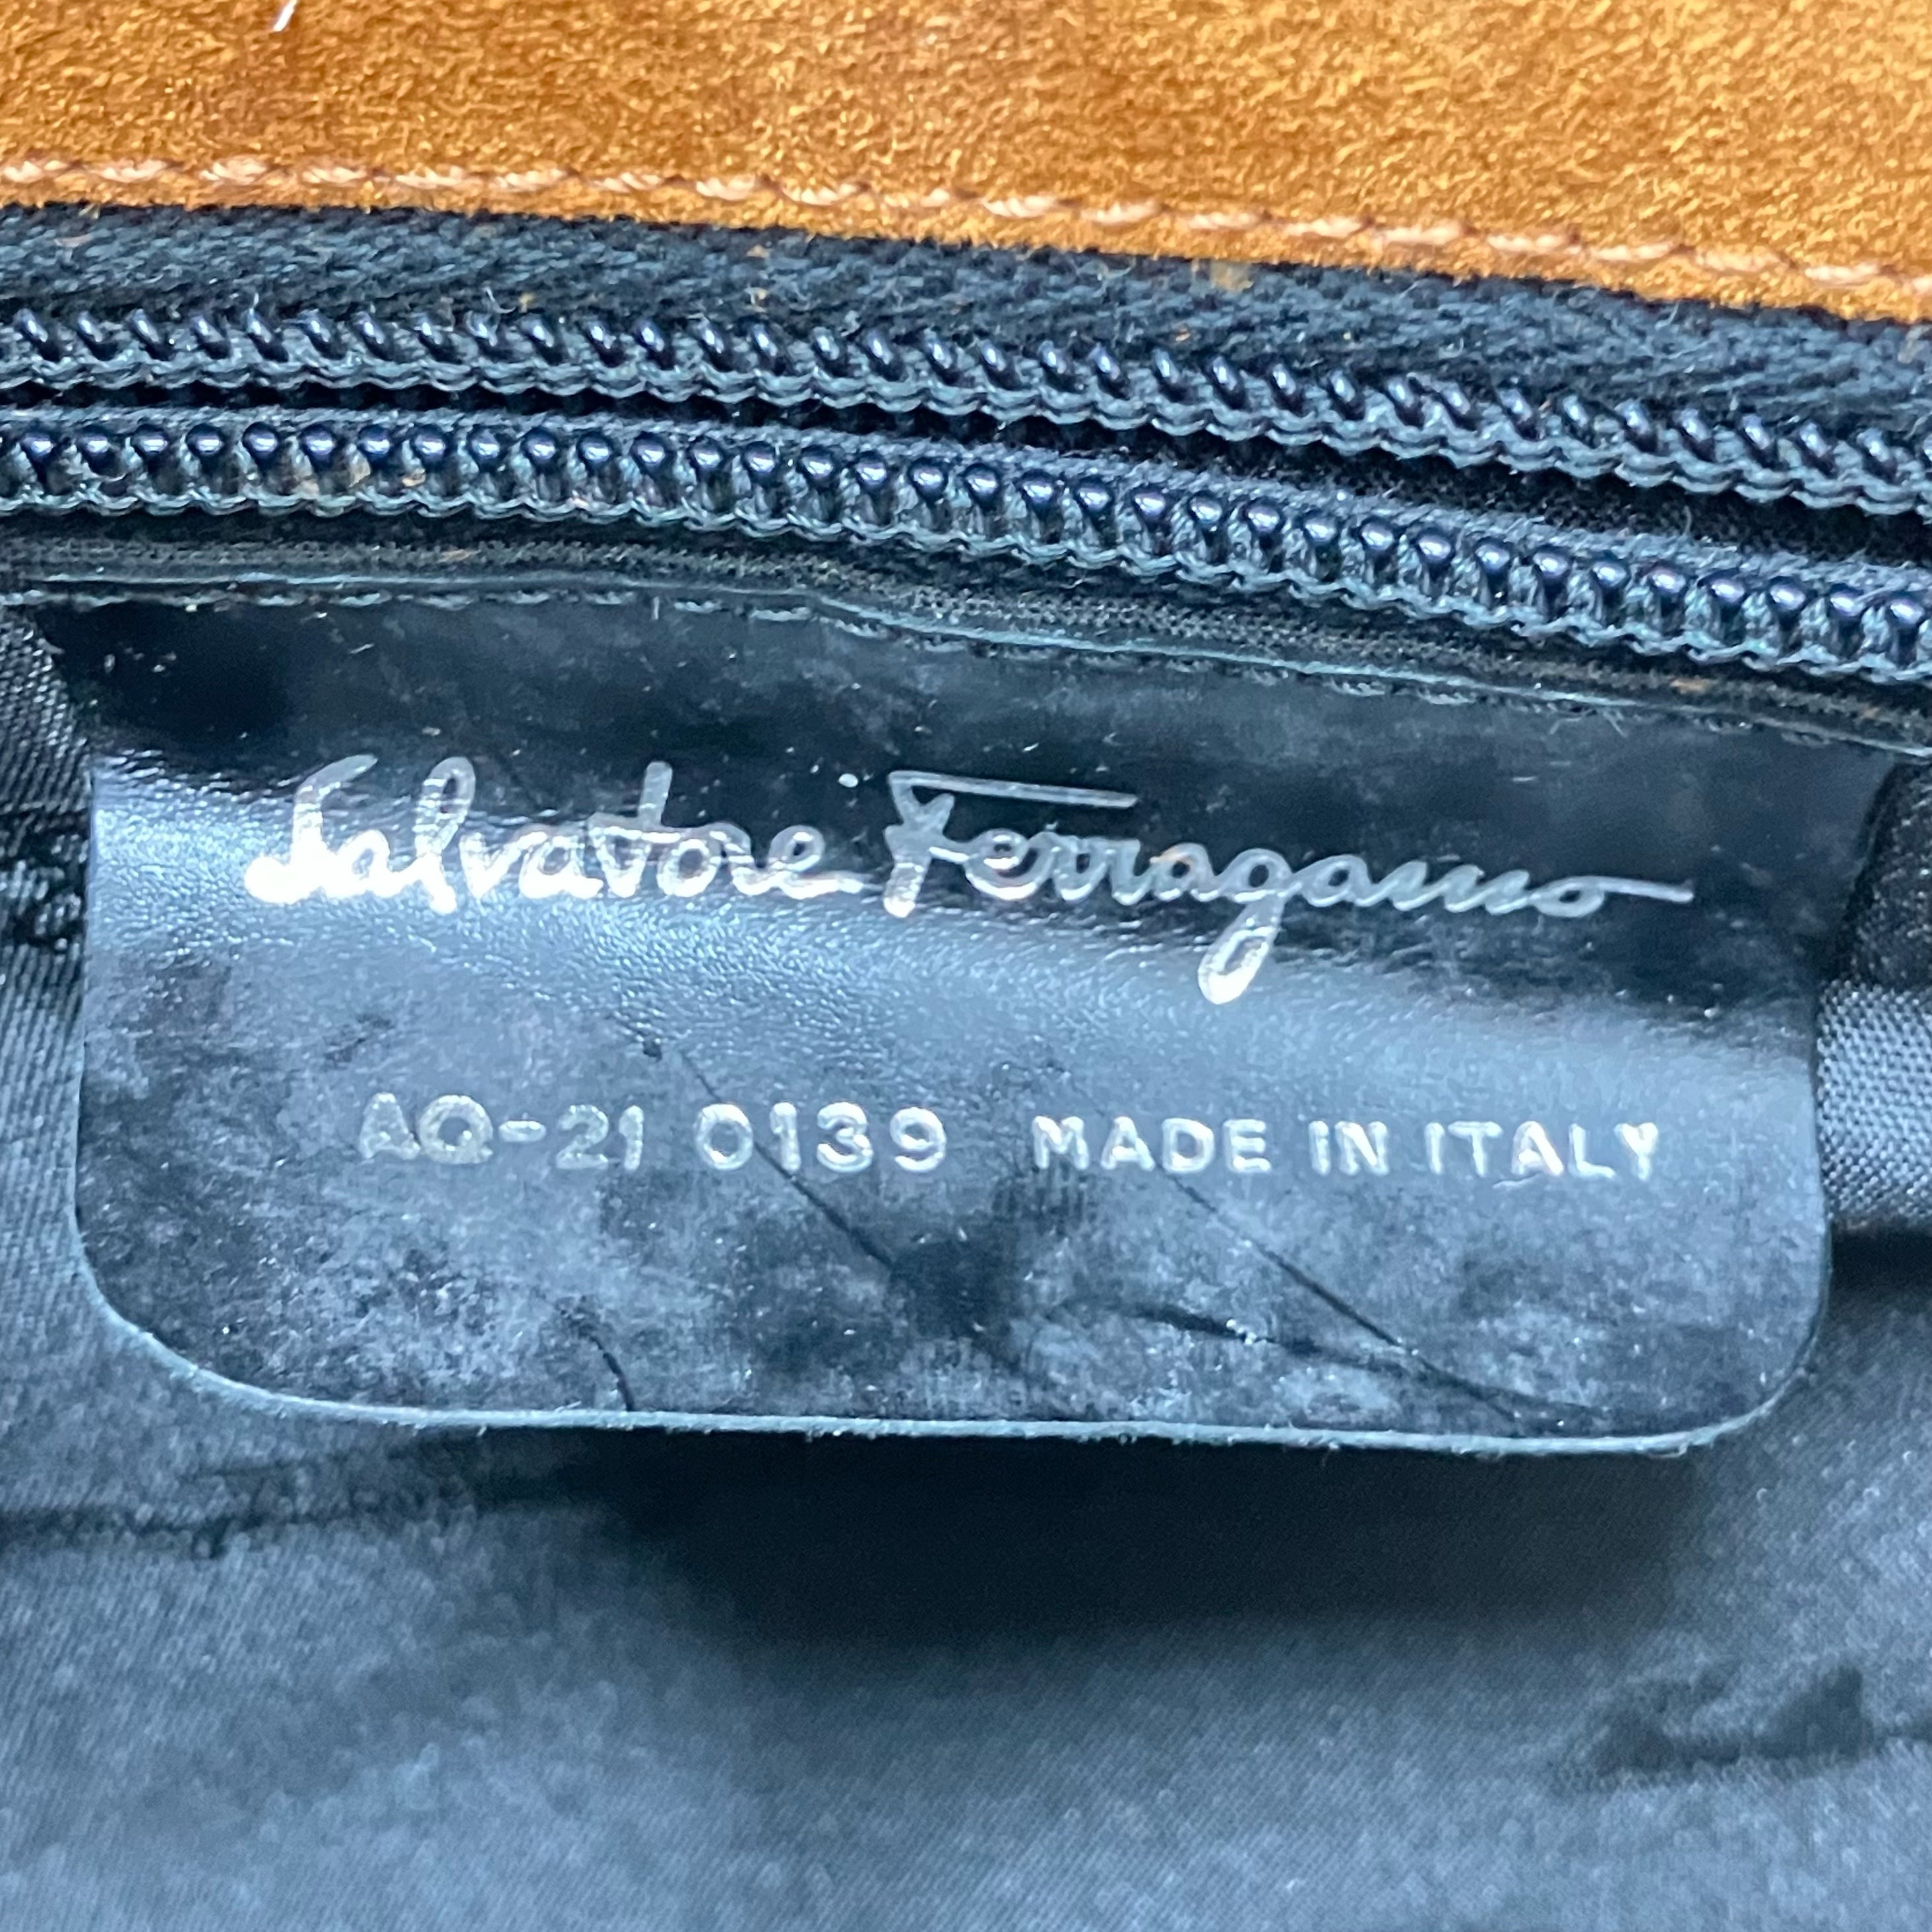 Salvatore Ferragamo
AQ-21 0139 MADE IN ITALY